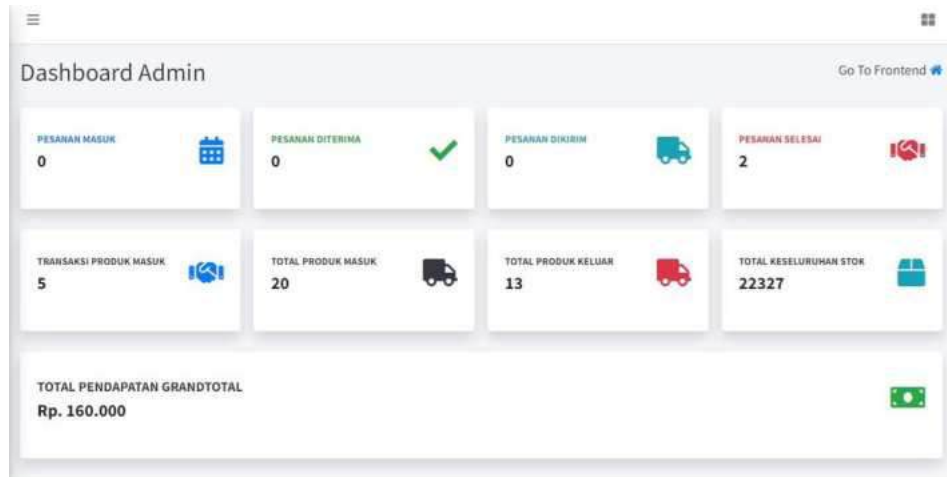 Dashboard Admin
Go To Frontend
PESANAN MASUK
0
PESANAN DITERIMA
0
PESANAN DIKIRIM
0
PESANAN SELESAI
2
TRANSAKSI PRODUK MASUK
5
TOTAL PRODUK MASUK
20
TOTAL PRODUK KELUAR
13
TOTAL KESELURUHAN STOK
22327
TOTAL PENDAPATAN GRANDTOTAL
Rp. 160.000